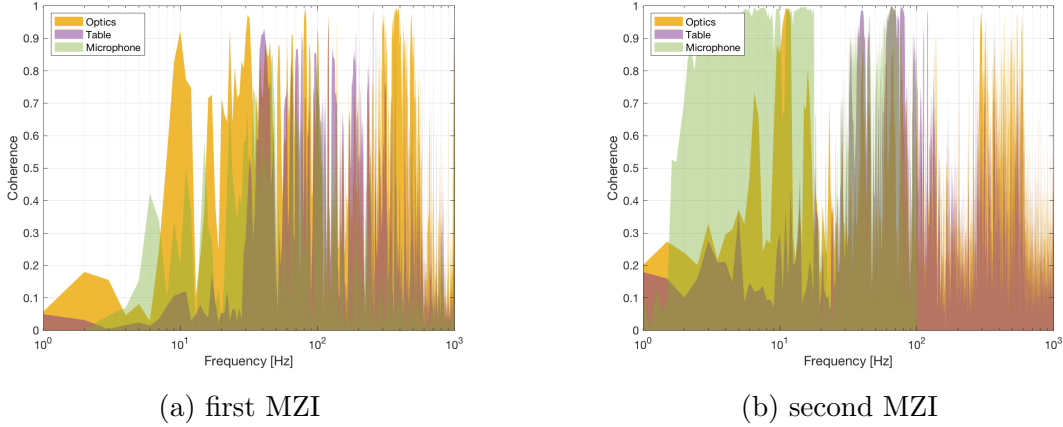 1
0.9
0.8
0.7
0.6
0.5
0.4
0.3
0.2
0.1
0
Coherence
Optics
Table
Microphone
10^0 10^1 10^2 10^3
Frequency [Hz]
(a) first MZI
1
0.9
0.8
0.7
0.6
0.5
0.4
0.3
0.2
0.1
0
Coherence
Optics
Table
Microphone
10^0 10^1 10^2 10^3
Frequency [Hz]
(b) second MZI